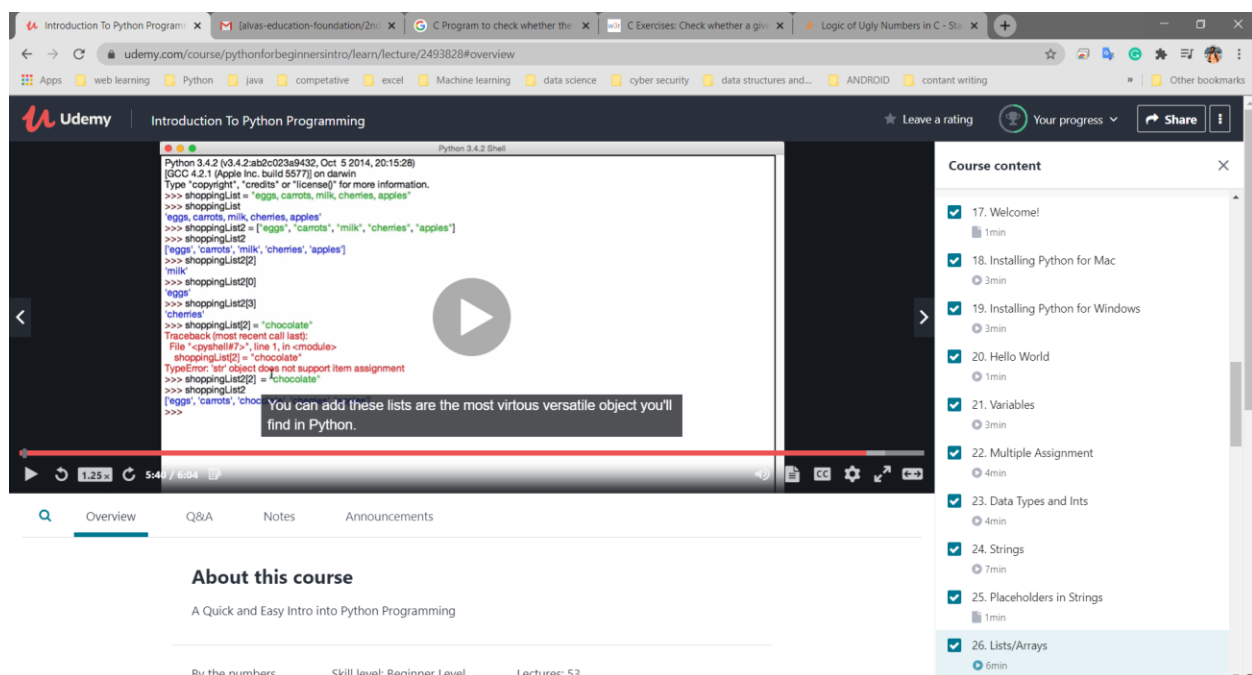 Introduction To Python Programm
[alvas-education-foundation/2nd
C Program to check whether the
C Exercises: Check whether a give
Logic of Ugly Numbers in C - Sta
udemy.com/course/pythonforbeginnersintro/learn/lecture/2493828#overview
Apps web learning Python java competative excel Machine learning data science cyber security data structures and... ANDROID contant writing » Other bookmarks
Udemy Introduction To Python Programming Leave a rating Your progress Share
Python 3.4.2 Shell
Python 3.4.2 (v3.4.2:ab2c023a9432, Oct 5 2014, 20:15:28)
[GCC 4.2.1 (Apple Inc. build 5577)] on darwin
Type "copyright", "credits" or "license()" for more information.
>>> shoppingList = "eggs, carrots, milk, cherries, apples"
>>> shoppingList
'eggs, carrots, milk, cherries, apples'
>>> shoppingList2 = ["eggs", "carrots", "milk", "cherries", "apples"]
>>> shoppingList2
['eggs', 'carrots', 'milk', 'cherries', 'apples']
>>> shoppingList2[2]
'milk'
>>> shoppingList2[0]
'eggs'
>>> shoppingList2[3]
'cherries'
>>> shoppingList[2] = "chocolate"
Traceback (most recent call last):
File "<pyshell#7>", line 1, in <module>
shoppingList[2] = "chocolate"
TypeError: 'str' object does not support item assignment
>>> shoppingList2[2] = "chocolate"
>>> shoppingList2
['eggs', 'carrots', 'choc
>>>
You can add these lists are the most virtous versatile object you'll
find in Python.
1.25x 5:40 / 6:04 CC
Overview Q&A Notes Announcements
About this course
A Quick and Easy Intro into Python Programming
By the numbers Skill level: Beginner Level Lectures: 53
Course content
17. Welcome!
1min
18. Installing Python for Mac
3min
19. Installing Python for Windows
3min
20. Hello World
1min
21. Variables
3min
22. Multiple Assignment
4min
23. Data Types and Ints
4min
24. Strings
7min
25. Placeholders in Strings
1min
26. Lists/Arrays
6min